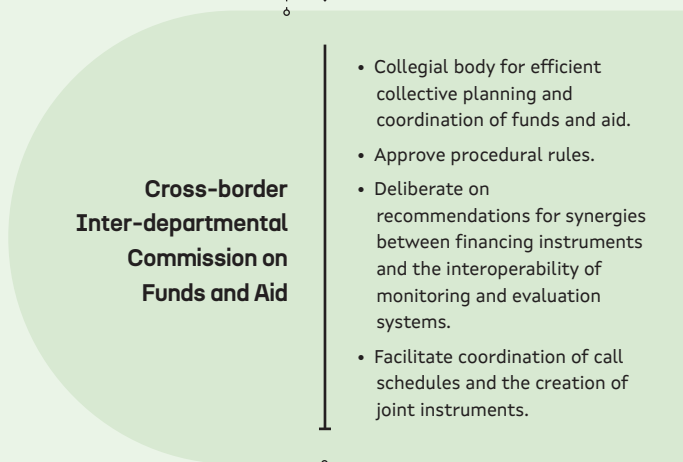 Cross-border
Inter-departmental
Commission on
Funds and Aid
• Collegial body for efficient
collective planning and
coordination of funds and aid.
• Approve procedural rules.
• Deliberate on
recommendations for synergies
between financing instruments
and the interoperability of
monitoring and evaluation
systems.
• Facilitate coordination of call
schedules and the creation of
joint instruments.